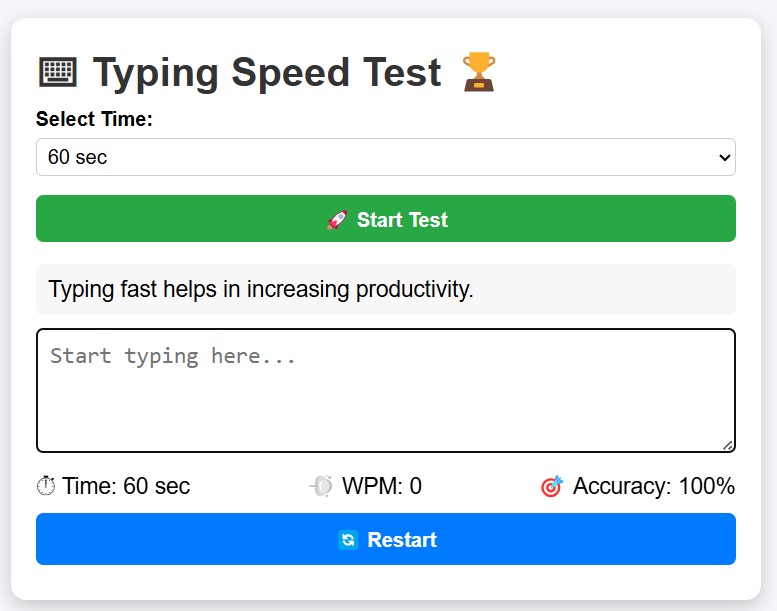 Typing Speed Test
Select Time:
60 sec
Start Test
Typing fast helps in increasing productivity.
Start typing here...
Time: 60 sec WPM: 0 Accuracy: 100%
Restart